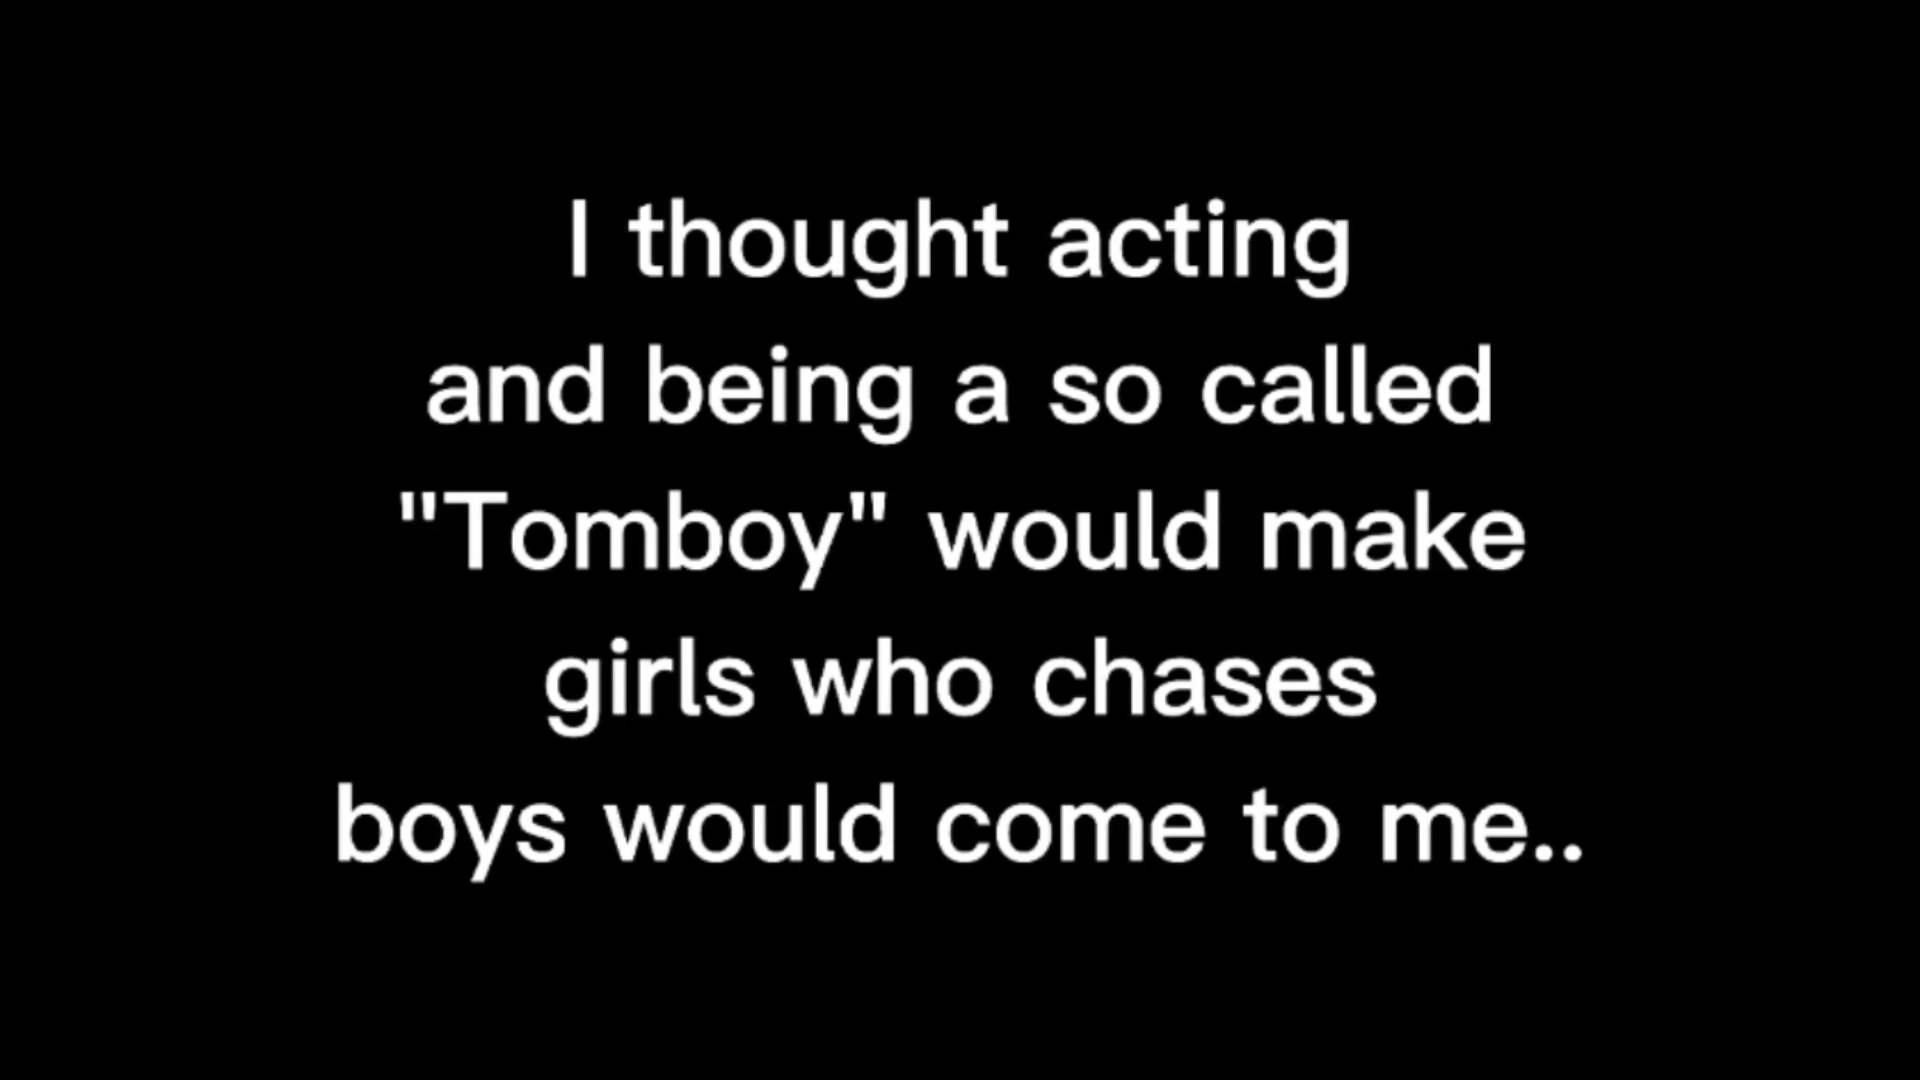 I thought acting
and being a so called
"Tomboy" would make
girls who chases
boys would come to me..